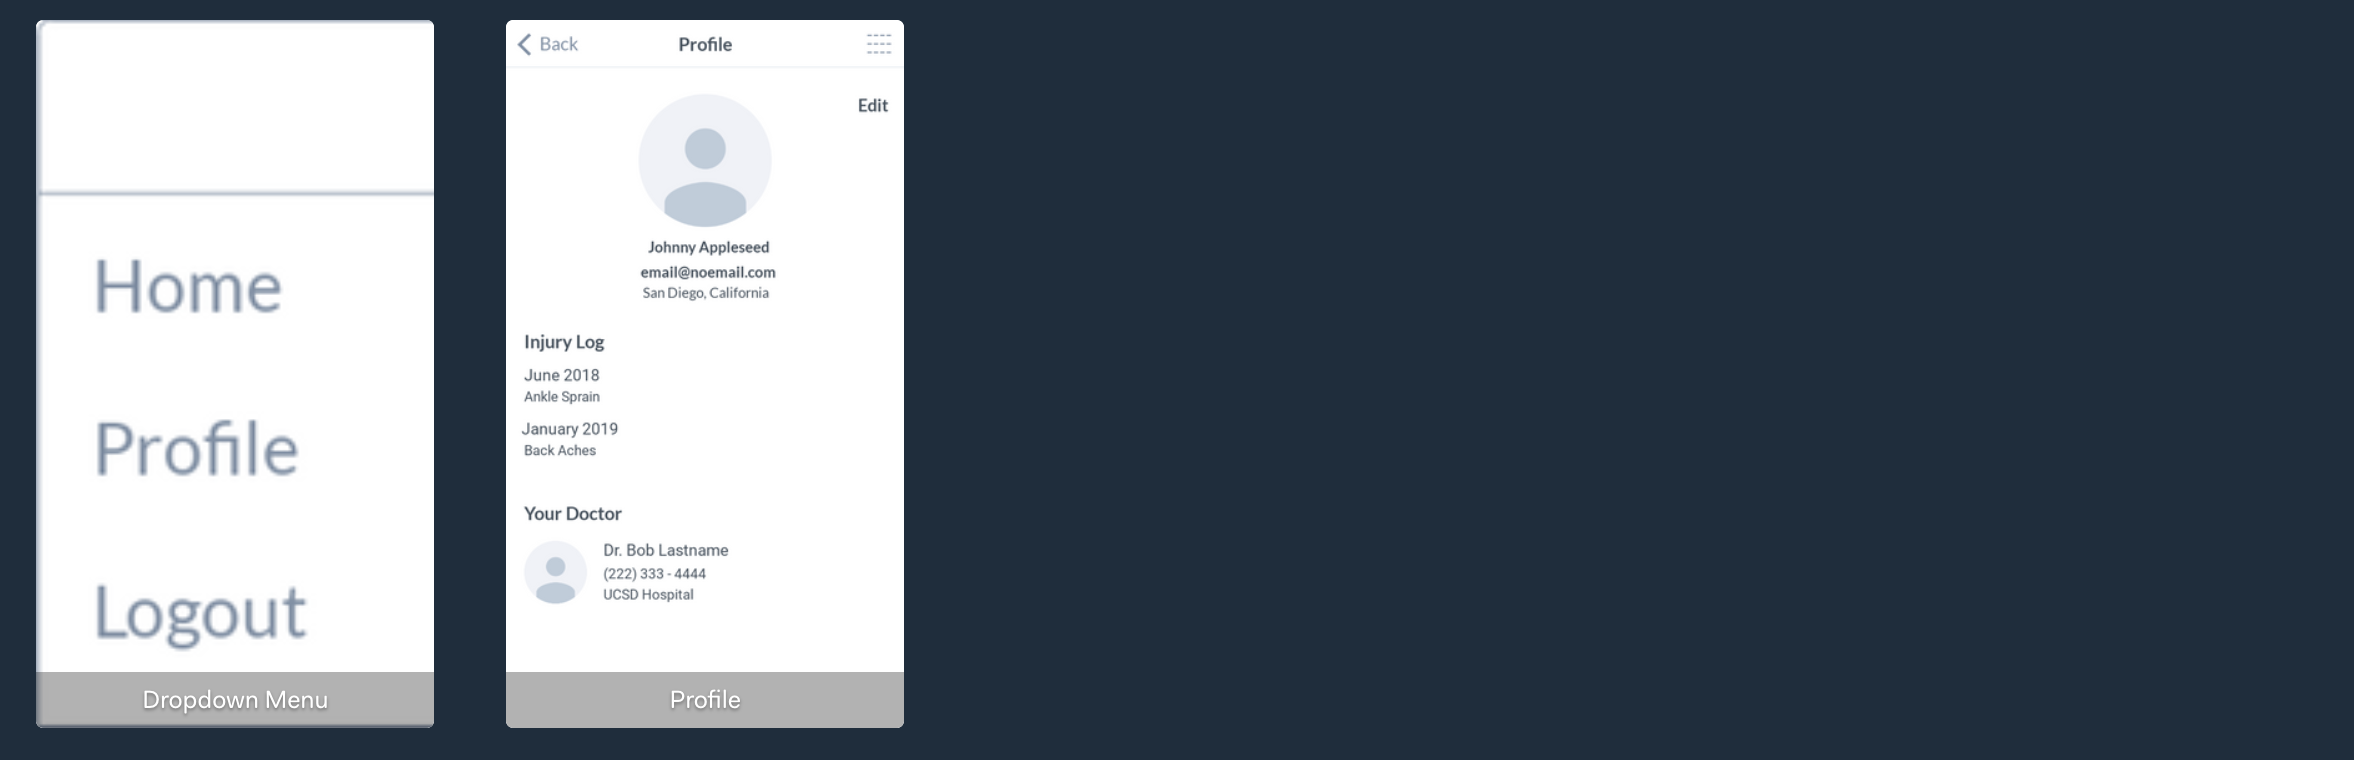 Home
Profile
Logout
Dropdown Menu
Back
Profile
Edit
Johnny Appleseed
email@noemail.com
San Diego, California
Injury Log
June 2018
Ankle Sprain
January 2019
Back Aches
Your Doctor
Dr. Bob Lastname
(222) 333 - 4444
UCSD Hospital
Profile